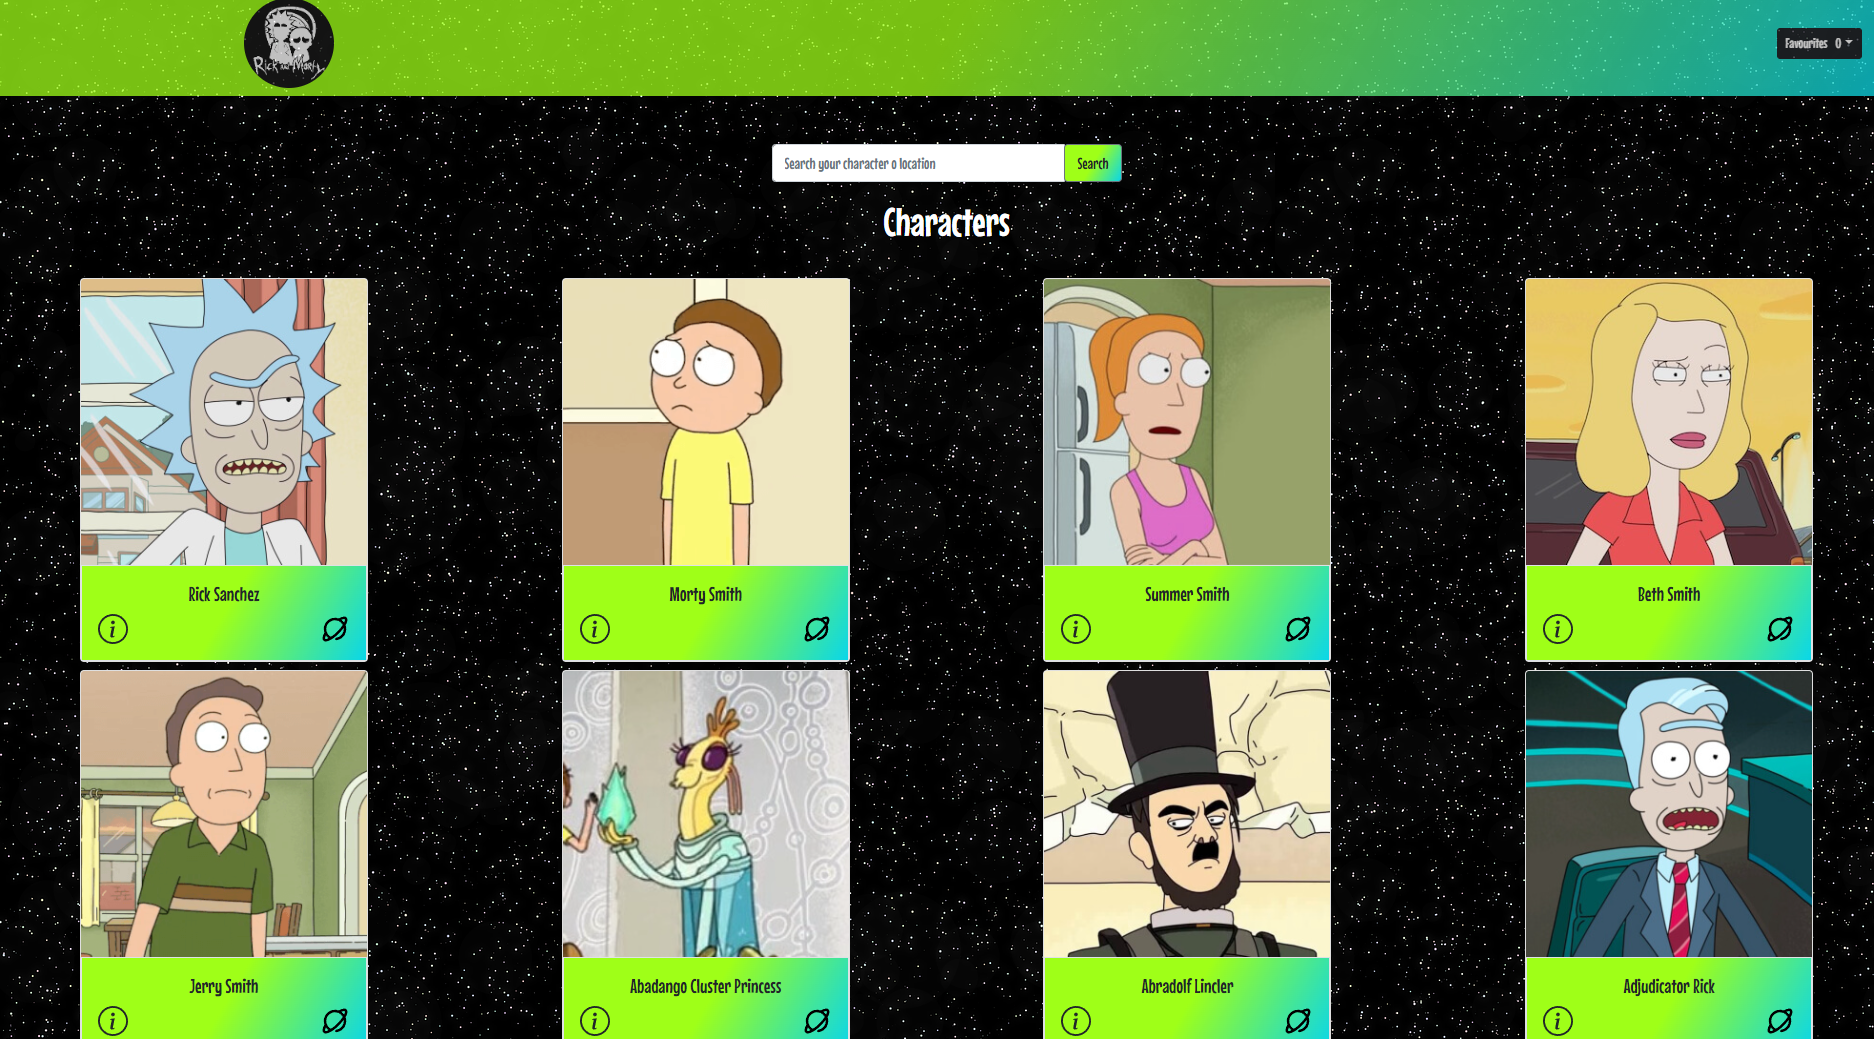 Rick and Morty
Favourites 0
Search your character o location
Search
Characters
Rick Sanchez
Morty Smith
Summer Smith
Beth Smith
i
i
i
i
Jerry Smith
Abadango Cluster Princess
Abradolf Lincler
Adjudicator Rick
i
i
i
i